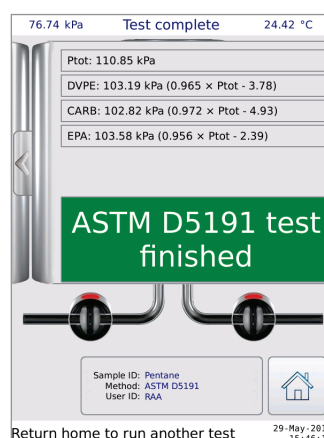 76.74 kPa Test complete 24.42 °C
Ptot: 110.85 kPa
DVPE: 103.19 kPa (0.965 × Ptot - 3.78)
CARB: 102.82 kPa (0.972 × Ptot - 4.93)
EPA: 103.58 kPa (0.956 × Ptot - 2.39)
ASTM D5191 test
finished
Sample ID: Pentane
Method: ASTM D5191
User ID: RAA
Return home to run another test